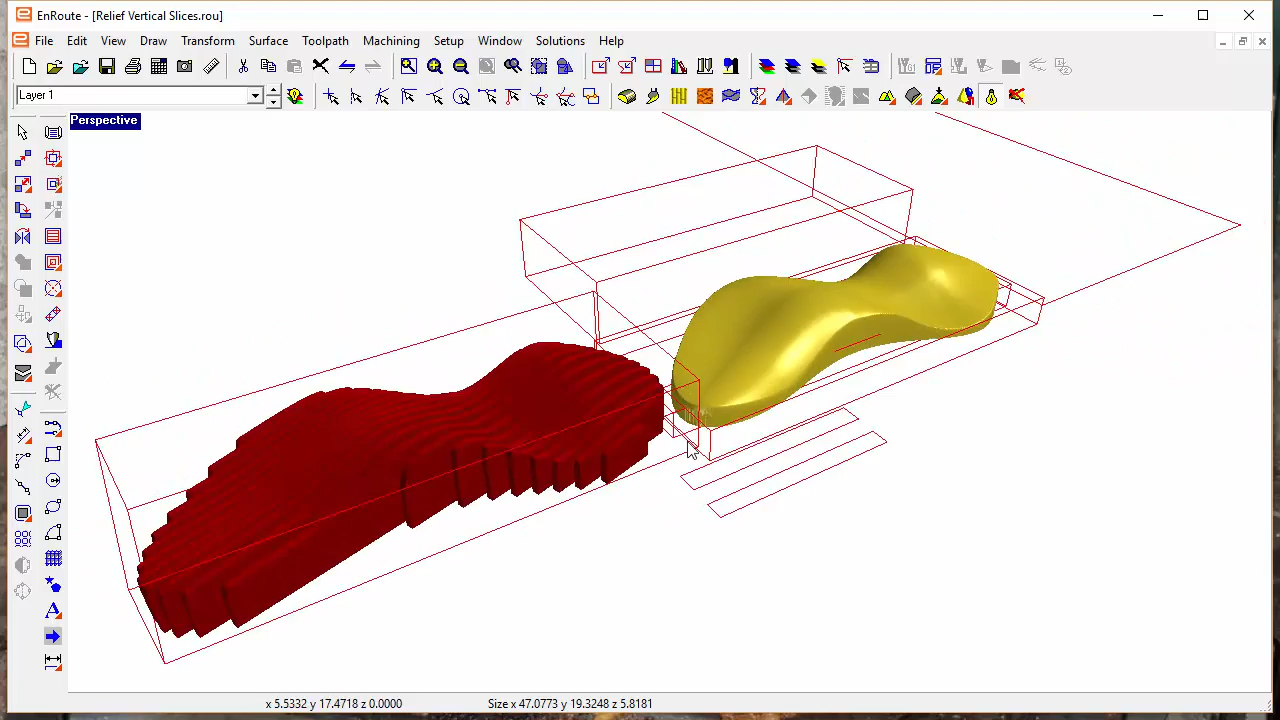 EnRoute - [Relief Vertical Slices.rou]
File Edit View Draw Transform Surface Toolpath Machining Setup Window Solutions Help
Layer 1
Perspective
x 5.5332 y 17.4718 z 0.0000 Size x 47.0773 y 19.3248 z 5.8181